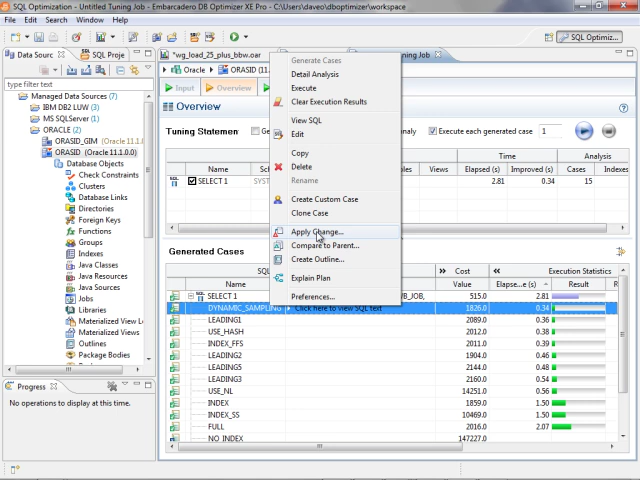 SQL Optimization - Untitled Tuning Job - Embarcadero DB Optimizer XE Pro - C:\Users\daveo\dboptimizer\workspace
File Edit Search Window Help
SQL Optimiz...
Data Sourc
SQL Proje
*wg_load_25_plus_bbw.oar
ing Job
type filter text
Oracle
ORASID (11.
Managed Data Sources (7)
IBM DB2 LUW (3)
MS SQLServer (1)
ORACLE (2)
ORASID_GIM (Oracle 11.1.0.
ORASID (Oracle 11.1.0.0)
Database Objects
Check Constraints
Clusters
Database Links
Directories
Foreign Keys
Functions
Groups
Indexes
Java Classes
Java Resources
Java Sources
Jobs
Libraries
Materialized View L
Materialized Views
Outlines
Package Bodies
Progress
No operations to display at this time.
Input
Overview
Overview
Tuning Statement
Ge
naly
Execute each generated case
1
Time
Analysis
Name
Sc
bles
Views
Elapsed (s)
Improved (s)
Cases
Indexes
SELECT 1
SYST
2.81
0.34
15
Generate Cases
Detail Analysis
Execute
Clear Execution Results
View SQL
Edit
Copy
Delete
Rename
Create Custom Case
Clone Case
Apply Change...
Compare to Parent...
Create Outline...
Explain Plan
Preferences...
Generated Cases
SQ
Cost
Execution Statistics
Name
Value
Elapse...e (s)
Result
R
SELECT 1
VB_JOB,
515.0
2.81
DYNAMIC_SAMPLING
Click here to view SQL text
1826.0
0.34
LEADING1
2089.0
0.36
USE_HASH
2012.0
0.38
INDEX_FFS
2011.0
0.39
LEADING2
1904.0
0.46
LEADING5
2144.0
0.48
LEADING3
2160.0
0.54
USE_NL
14251.0
0.56
INDEX
1859.0
1.50
INDEX_SS
10469.0
1.50
FULL
2016.0
2.07
NO_INDEX
147227.0